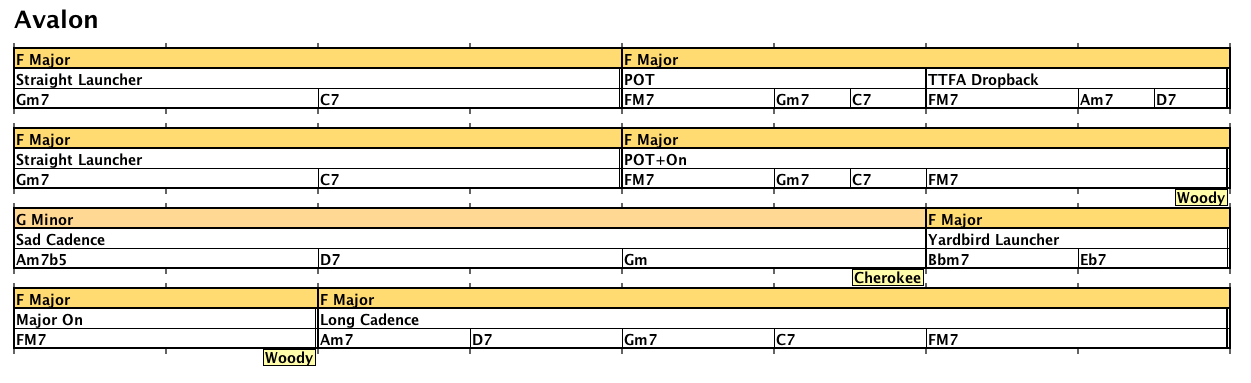 Avalon
F Major F Major
Straight Launcher POT TTFA Dropback
Gm7 C7 FM7 Gm7 C7 FM7 Am7 D7
F Major F Major
Straight Launcher POT+On
Gm7 C7 FM7 Gm7 C7 FM7
Woody
G Minor F Major
Sad Cadence Yardbird Launcher
Am7b5 D7 Gm Bbm7 Eb7
Cherokee
F Major F Major
Major On Long Cadence
FM7 Am7 D7 Gm7 C7 FM7
Woody